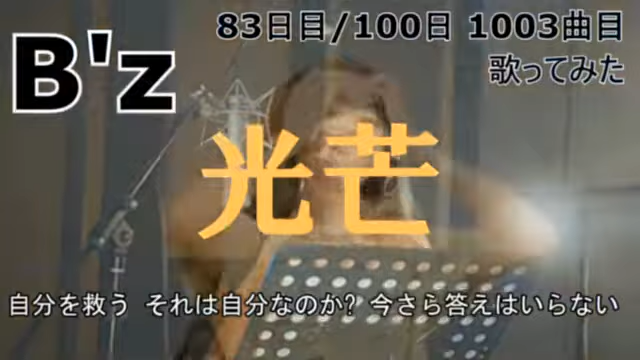 B'z
83日目/100日 1003曲目
歌ってみた
光芒
自分を救う それは自分なのか? 今さら答えはいらない